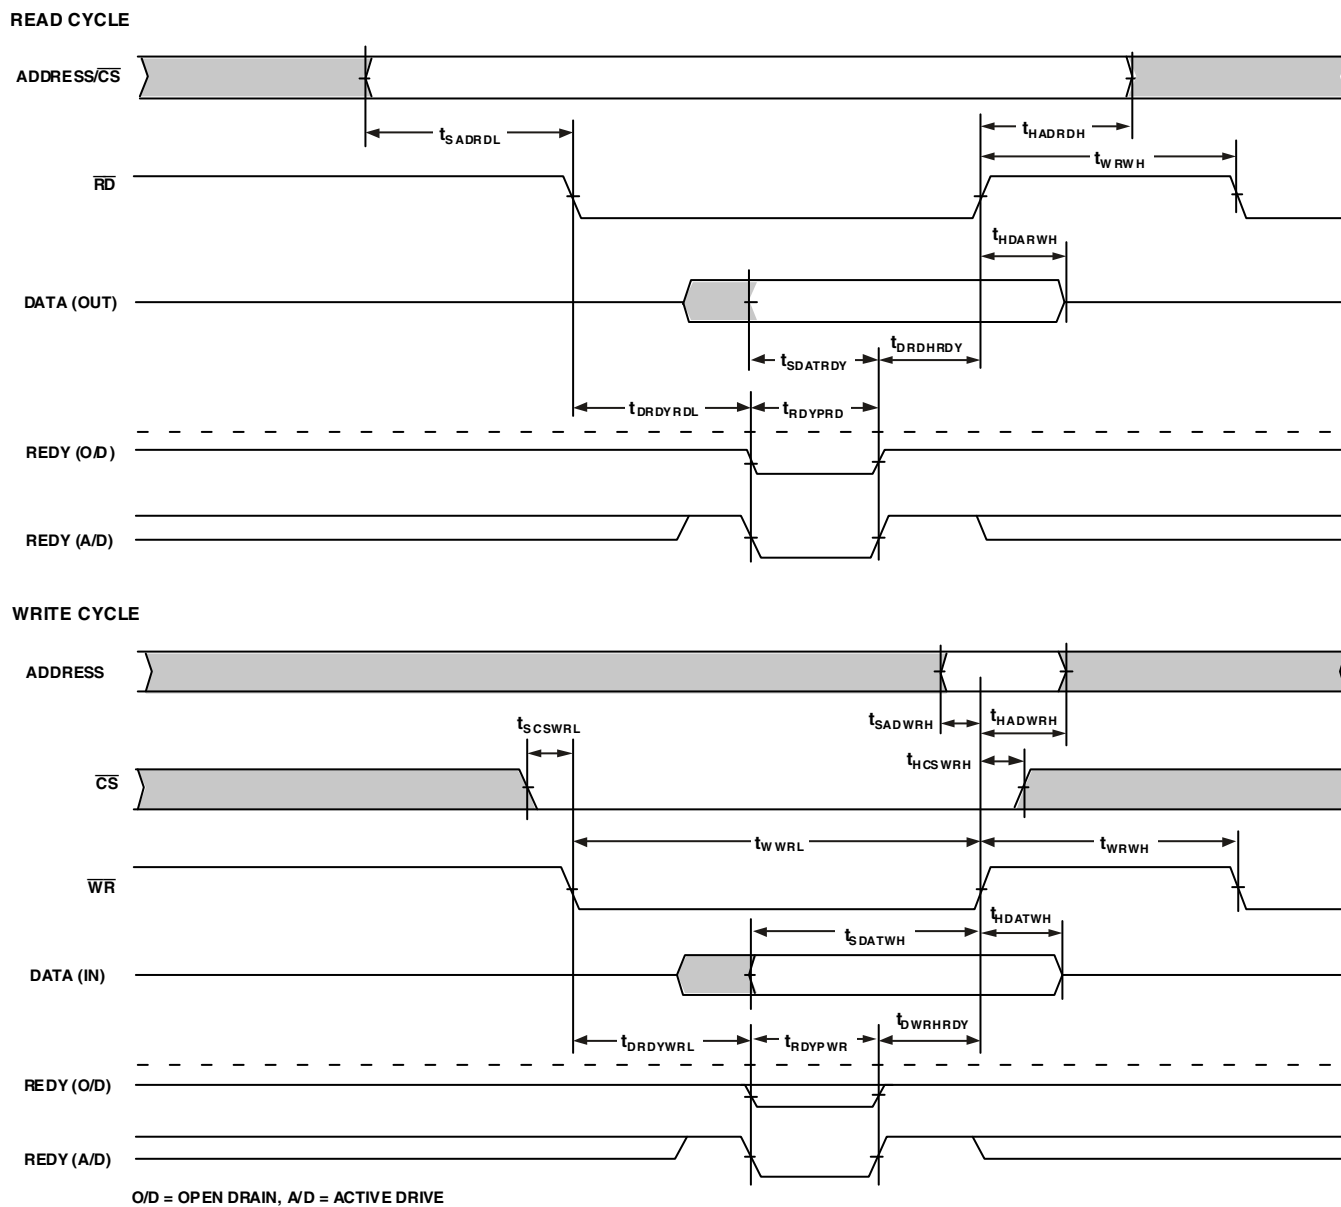 READ CYCLE
ADDRESS/CS
tSADRDL
tHADRDH
tWRWH
RD
tHDARWH
DATA (OUT)
tSDATRDY
tDRDHRDY
tDRDYRDL
tRDYPRD
REDY (O/D)
REDY (A/D)
WRITE CYCLE
ADDRESS
tSADWRH
tHADWRH
tSCSWRL
tHCSWRH
CS
tWWRL
tWRWH
WR
tHDATWH
tSDATWH
DATA (IN)
tDWRHRDY
tDRDYWRL
tRDYPWR
REDY (O/D)
REDY (A/D)
O/D = OPEN DRAIN, A/D = ACTIVE DRIVE